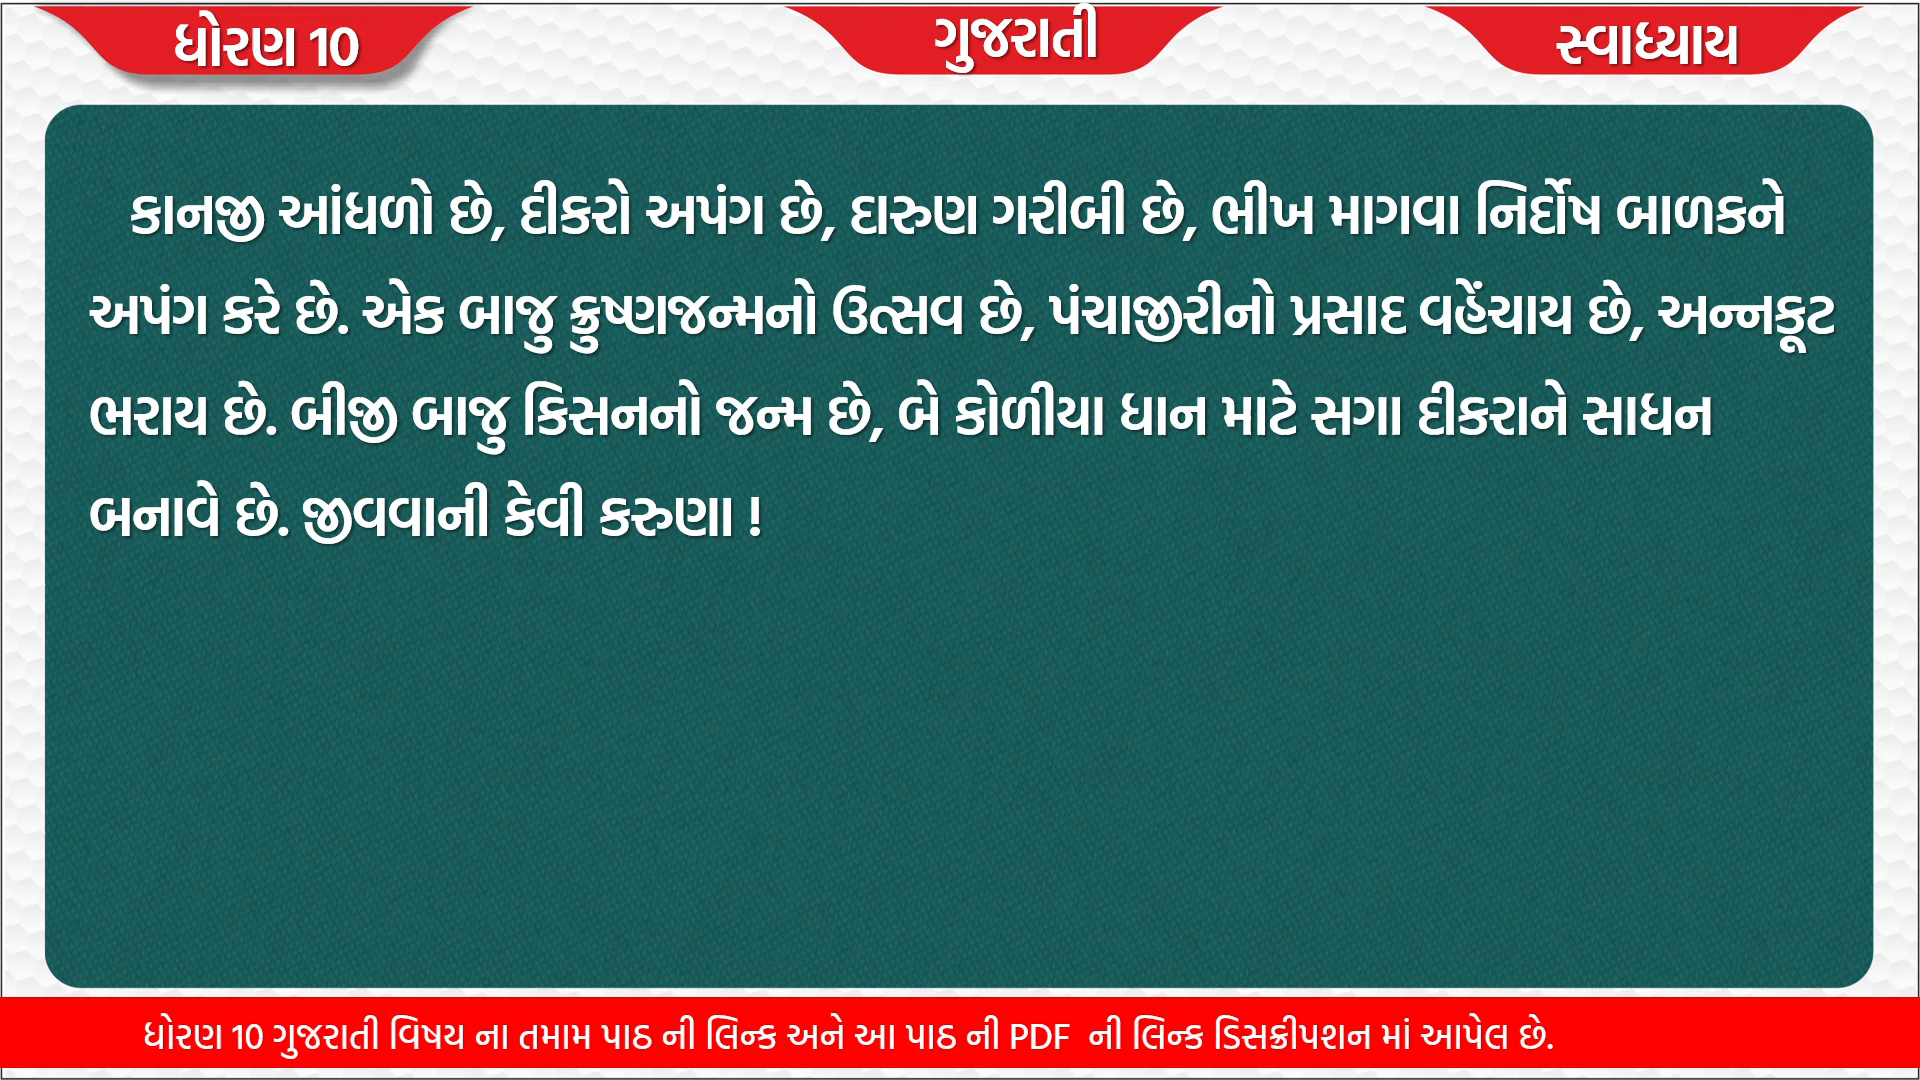 ધોરણ 10
ગુજરાતી
સ્વાધ્યાય
કાનજી આંધળો છે, દીકરો અપંગ છે, દારુણ ગરીબી છે, ભીખ માગવા નિર્દોષ બાળકને
અપંગ કરે છે. એક બાજુ ક્રુષ્ણજન્મનો ઉત્સવ છે, પંચાજીરીનો પ્રસાદ વહેંચાય છે, અન્નકૂટ
ભરાય છે. બીજી બાજુ કિસનનો જન્મ છે, બે કોળીયા ધાન માટે સગા દીકરાને સાધન
બનાવે છે. જીવવાની કેવી કરુણા !
ધોરણ 10 ગુજરાતી વિષય ના તમામ પાઠ ની લિન્ક અને આ પાઠ ની PDF ની લિન્ક ડિસક્રીપશન માં આપેલ છે.